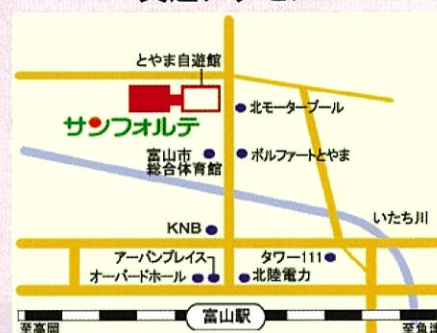 とやま自遊館
サンフォルテ
北モータープール
富山市
総合体育館
ボルファートとやま
いたち川
KNB
アーバンプレイス
タワー111
オーバードホール
北陸電力
富山駅
至高岡